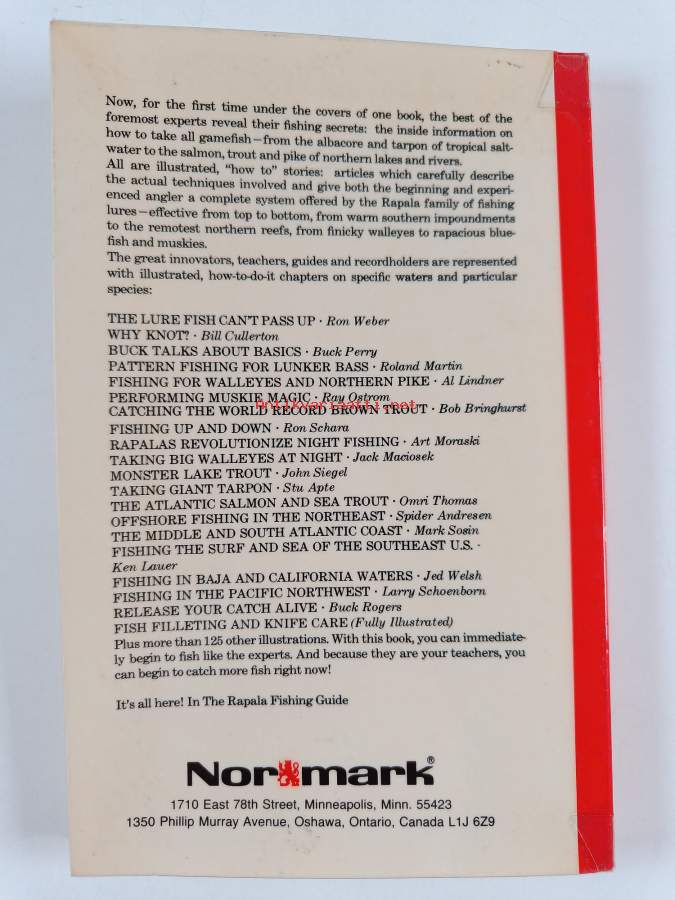 Now, for the first time under the covers of one book, the best of the
foremost experts reveal their fishing secrets: the inside information on
how to take all gamefish—from the albacore and tarpon of tropical salt-
water to the salmon, trout and pike of northern lakes and rivers.
All are illustrated, "how to" stories: articles which carefully describe
the actual techniques involved and give both the beginning and experi-
enced angler a complete system offered by the Rapala family of fishing
lures—effective from top to bottom, from warm southern impoundments
to the remotest northern reefs, from finicky walleyes to rapacious blue-
fish and muskies.
The great innovators, teachers, guides and recordholders are represented
with illustrated, how-to-do-it chapters on specific waters and particular
species:
THE LURE FISH CAN'T PASS UP · Ron Weber
WHY KNOT? · Bill Cullerton
BUCK TALKS ABOUT BASICS · Buck Perry
PATTERN FISHING FOR LUNKER BASS · Roland Martin
FISHING FOR WALLEYES AND NORTHERN PIKE · Al Lindner
PERFORMING MUSKIE MAGIC · Ray Ostrom
antikvariaatti.net
CATCHING THE WORLD RECORD BROWN TROUT · Bob Bringhurst
FISHING UP AND DOWN · Ron Schara
RAPALAS REVOLUTIONIZE NIGHT FISHING · Art Moraski
TAKING BIG WALLEYES AT NIGHT · Jack Maciosek
MONSTER LAKE TROUT · John Siegel
TAKING GIANT TARPON · Stu Apte
THE ATLANTIC SALMON AND SEA TROUT · Omri Thomas
OFFSHORE FISHING IN THE NORTHEAST · Spider Andresen
THE MIDDLE AND SOUTH ATLANTIC COAST · Mark Sosin
FISHING THE SURF AND SEA OF THE SOUTHEAST U.S. ·
Ken Lauer
FISHING IN BAJA AND CALIFORNIA WATERS · Jed Welsh
FISHING IN THE PACIFIC NORTHWEST · Larry Schoenborn
RELEASE YOUR CATCH ALIVE · Buck Rogers
FISH FILLETING AND KNIFE CARE (Fully Illustrated)
Plus more than 125 other illustrations. With this book, you can immediate-
ly begin to fish like the experts. And because they are your teachers, you
can begin to catch more fish right now!
It's all here! In The Rapala Fishing Guide
Normark®
1710 East 78th Street, Minneapolis, Minn. 55423
1350 Phillip Murray Avenue, Oshawa, Ontario, Canada L1J 6Z9